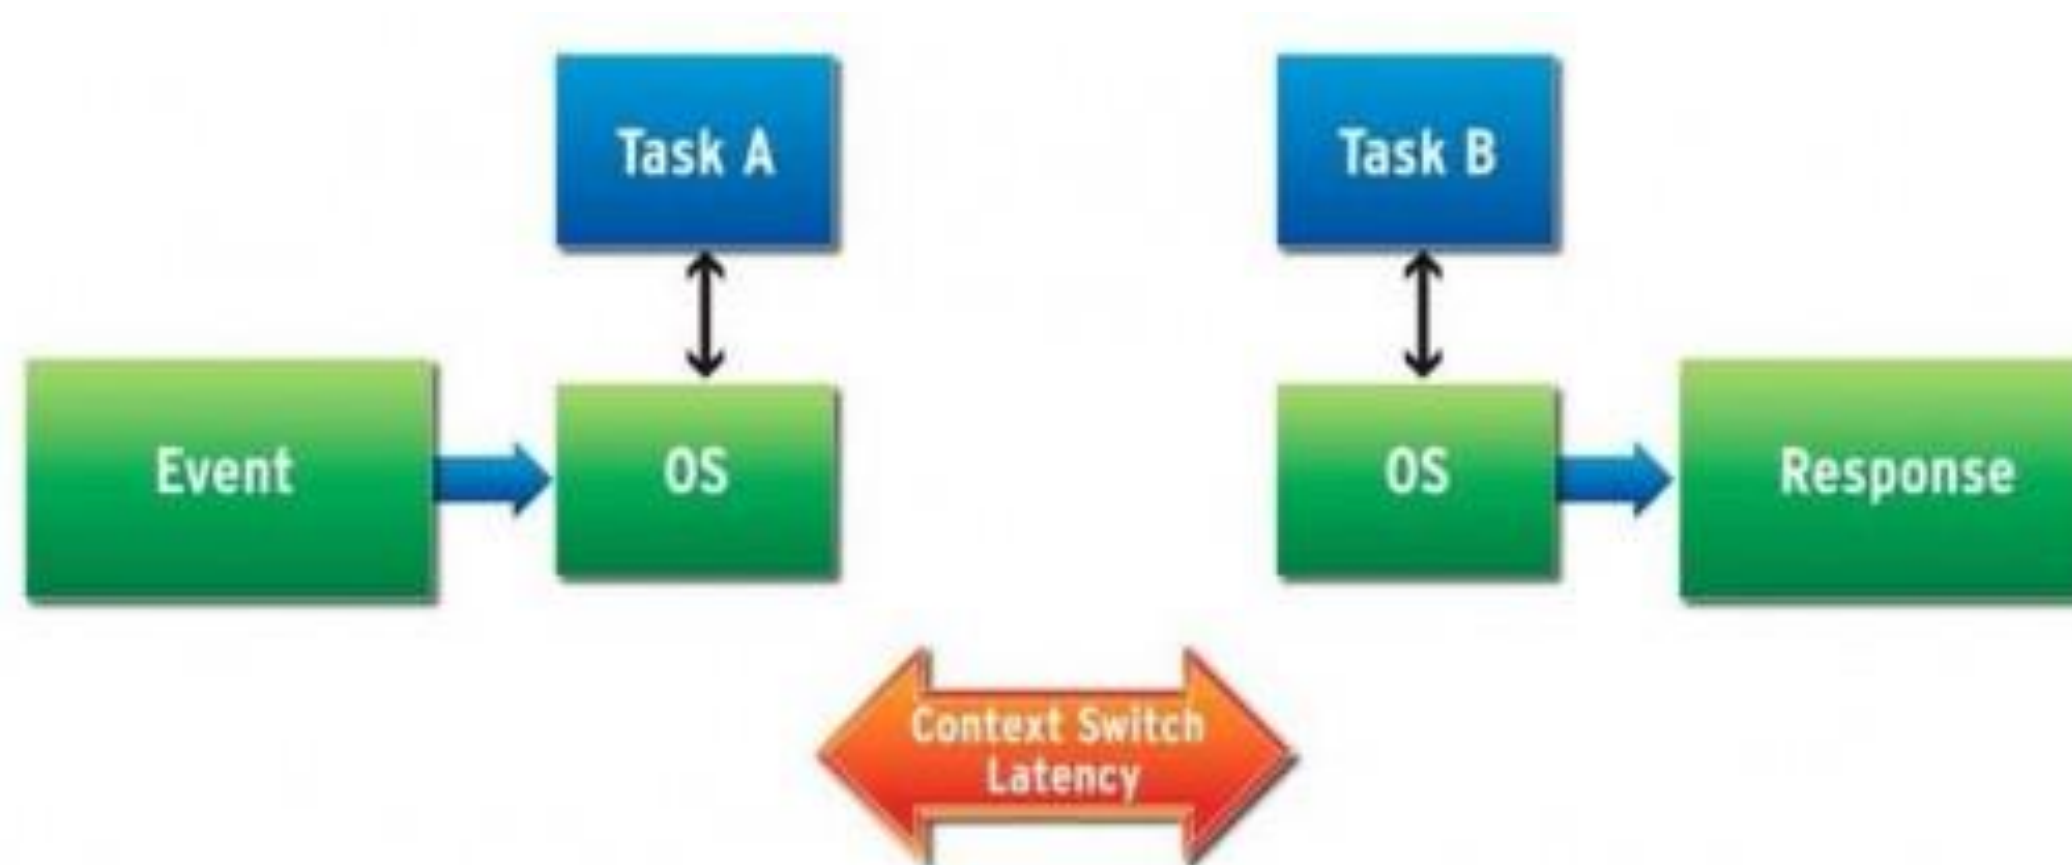 Task A
Task B
Event
OS
OS
Response
Context Switch
Latency